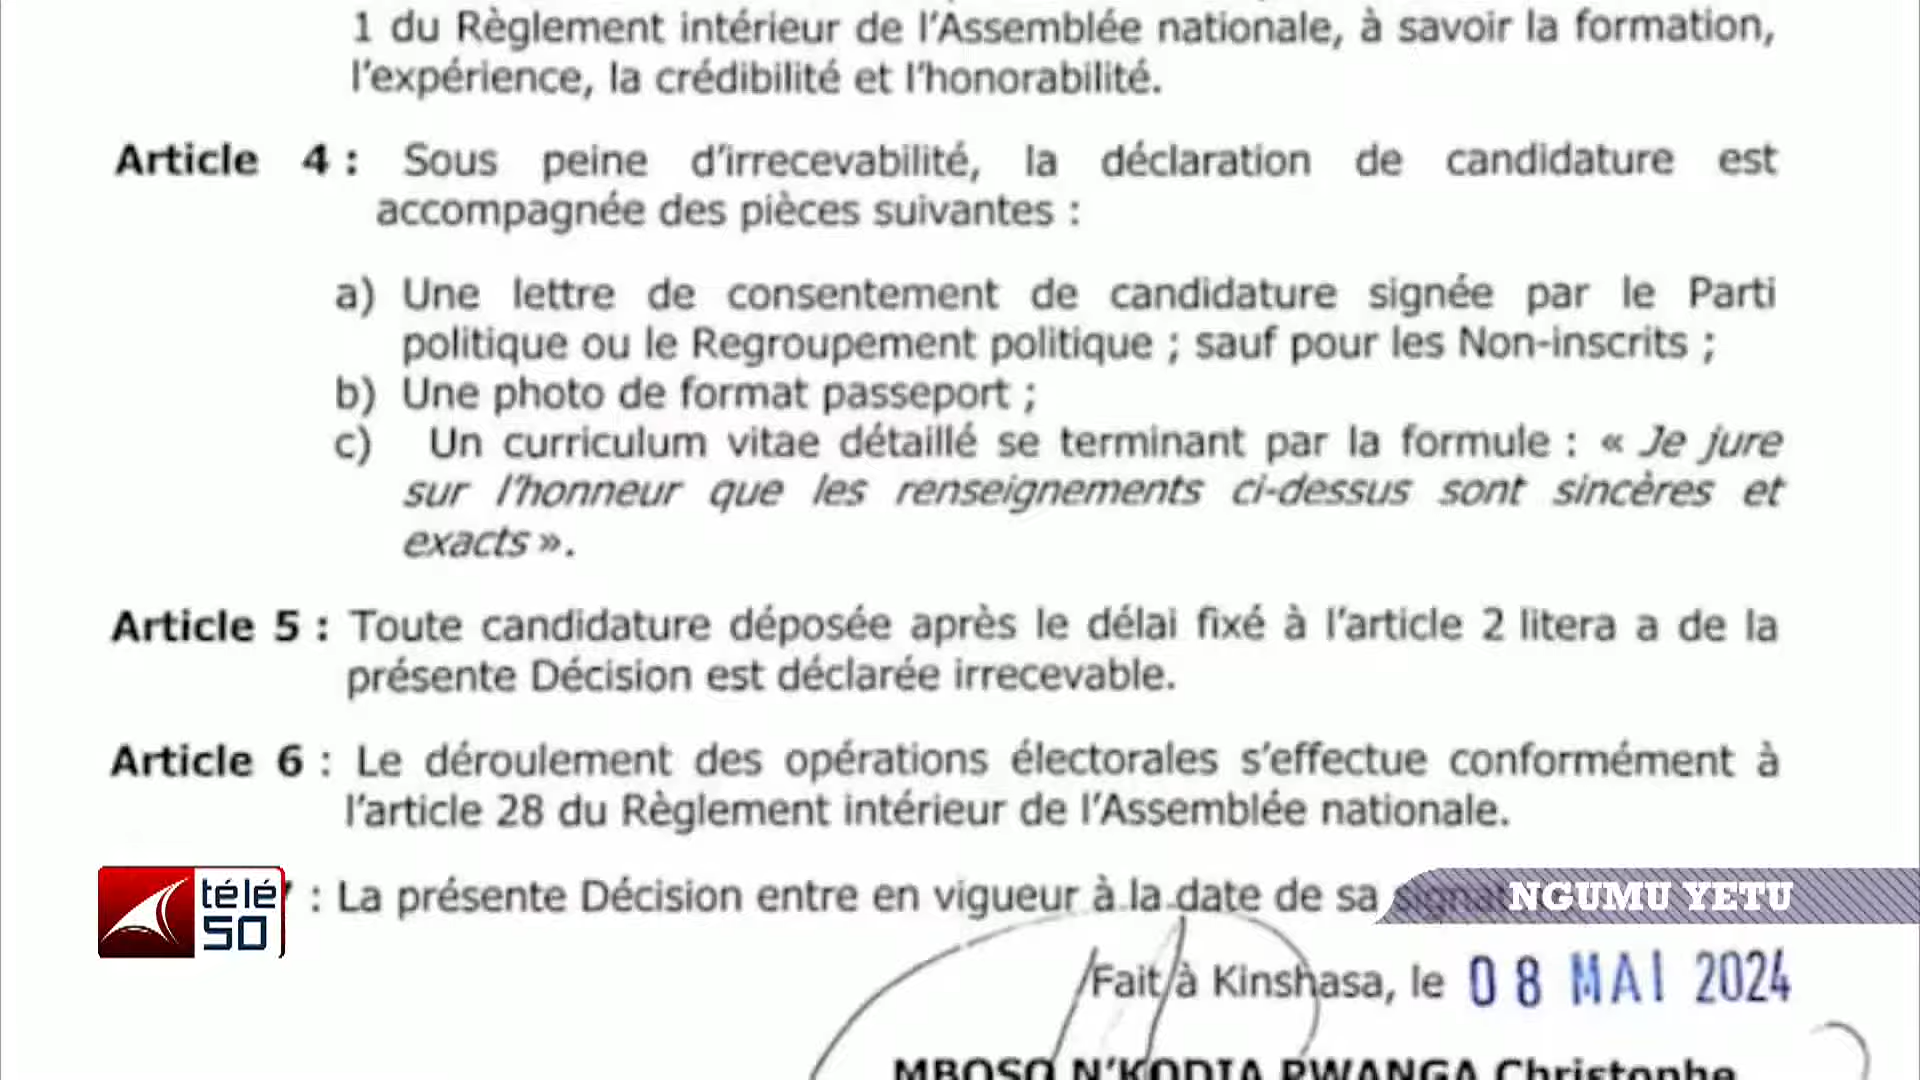 1 du Règlement intérieur de l'Assemblée nationale, à savoir la formation,
l'expérience, la crédibilité et l'honorabilité.
Article 4 : Sous peine d'irrecevabilité, la déclaration de candidature est
accompagnée des pièces suivantes :
a) Une lettre de consentement de candidature signée par le Parti
politique ou le Regroupement politique ; sauf pour les Non-inscrits ;
b) Une photo de format passeport ;
c) Un curriculum vitae détaillé se terminant par la formule : « Je jure
sur l'honneur que les renseignements ci-dessus sont sincères et
exacts ».
Article 5 : Toute candidature déposée après le délai fixé à l'article 2 litera a de la
présente Décision est déclarée irrecevable.
Article 6 : Le déroulement des opérations électorales s'effectue conformément à
l'article 28 du Règlement intérieur de l'Assemblée nationale.
: La présente Décision entre en vigueur à la date de sa
NGUMU YETU
télé
50
Fait à Kinshasa, le 08 MAI 2024
MBOSO N'KODIA PWANGA Christophe